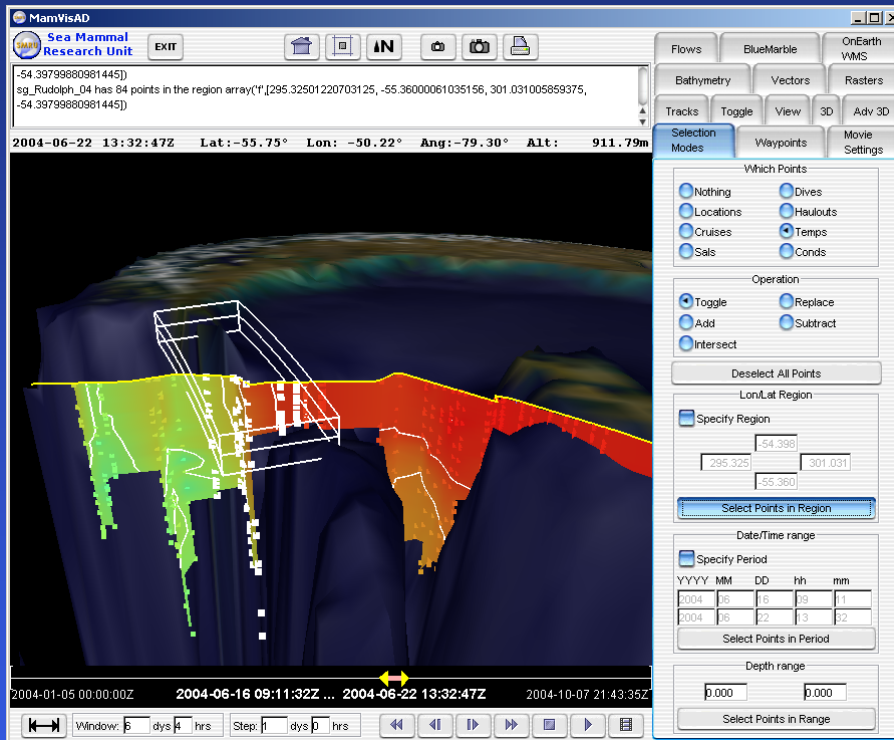 MamVisAD
SMRU
Sea Mammal
Research Unit
EXIT
N
-54.39799880981445])
sg_Rudolph_04 has 84 points in the region array('f',[295.32501220703125, -55.36000061035156, 301.031005859375,
-54.39799880981445])
2004-06-22 13:32:47Z Lat:-55.75° Lon: -50.22° Ang:-79.30° Alt: 911.79m
Flows
BlueMarble
OnEarth
WMS
Bathymetry
Vectors
Rasters
Tracks
Toggle
View
3D
Adv 3D
Selection
Modes
Waypoints
Movie
Settings
Which Points
Nothing
Dives
Locations
Haulouts
Cruises
Temps
Sals
Conds
Operation
Toggle
Replace
Add
Subtract
Intersect
Deselect All Points
Lon/Lat Region
Specify Region
-54.398
295.325
301.031
-55.360
Select Points in Region
Date/Time range
Specify Period
YYYY MM DD hh mm
2004 06 16 09 11
2004 06 22 13 32
Select Points in Period
Depth range
0.000
0.000
Select Points in Range
2004-01-05 00:00:00Z
2004-06-16 09:11:32Z ... 2004-06-22 13:32:47Z
2004-10-07 21:43:35Z
Window: 6 dys 4 hrs
Step: 1 dys 0 hrs